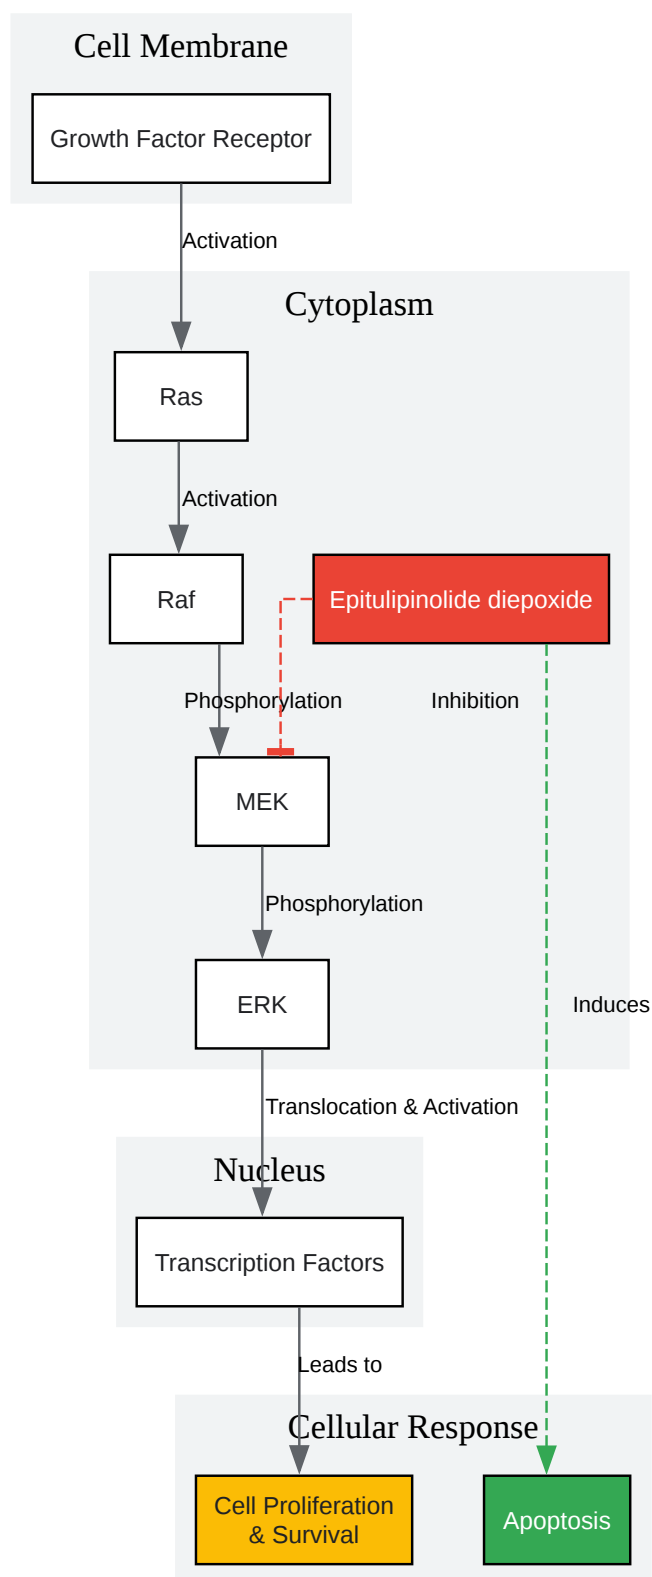 Cell Membrane
Growth Factor Receptor
Activation
Cytoplasm
Ras
Activation
Raf
Epitulipinolide diepoxide
Phosphorylation
Inhibition
MEK
Phosphorylation
ERK
Induces
Translocation & Activation
Nucleus
Transcription Factors
Leads to
Cellular Response
Cell Proliferation
& Survival
Apoptosis